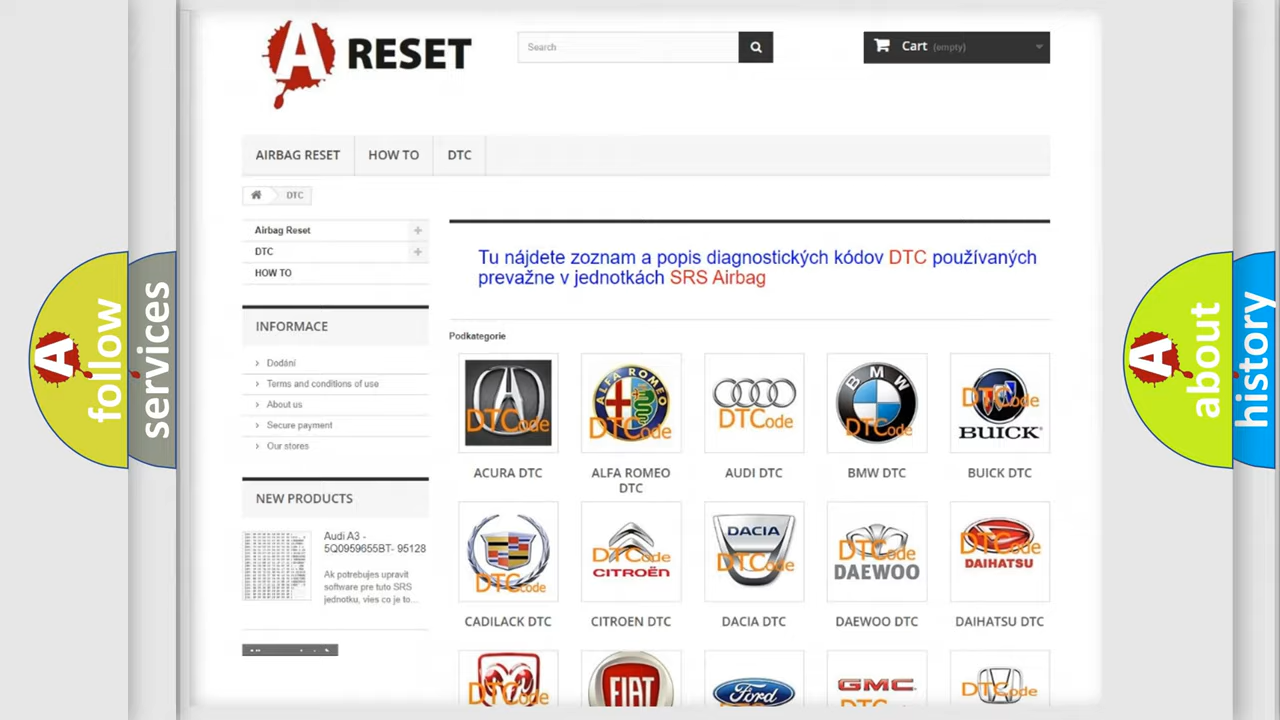 A RESET
Search
Cart (empty)
AIRBAG RESET
HOW TO
DTC
DTC
Airbag Reset
DTC
HOW TO
INFORMACE
Dodání
Terms and conditions of use
About us
Secure payment
Our stores
NEW PRODUCTS
Audi A3 -
5Q0959655BT- 95128
Ak potrebujes upravit
software pre tuto SRS
jednotku, vies co je to...
Tu nájdete zoznam a popis diagnostických kódov DTC používaných
prevažne v jednotkách SRS Airbag
Podkategorie
DTCode
ALFA ROMEO
DTCode
DTCode
BMW
DTCode
DTCode
BUICK
ACURA DTC
ALFA ROMEO
DTC
AUDI DTC
BMW DTC
BUICK DTC
DTCode
DTCode
CITROËN
DACIA
DTCode
DTCode
DAEWOO
DTCode
DAIHATSU
CADILACK DTC
CITROEN DTC
DACIA DTC
DAEWOO DTC
DAIHATSU DTC
DTCode
FIAT
Ford
GMC
DTCode
A follow
services
A about
history